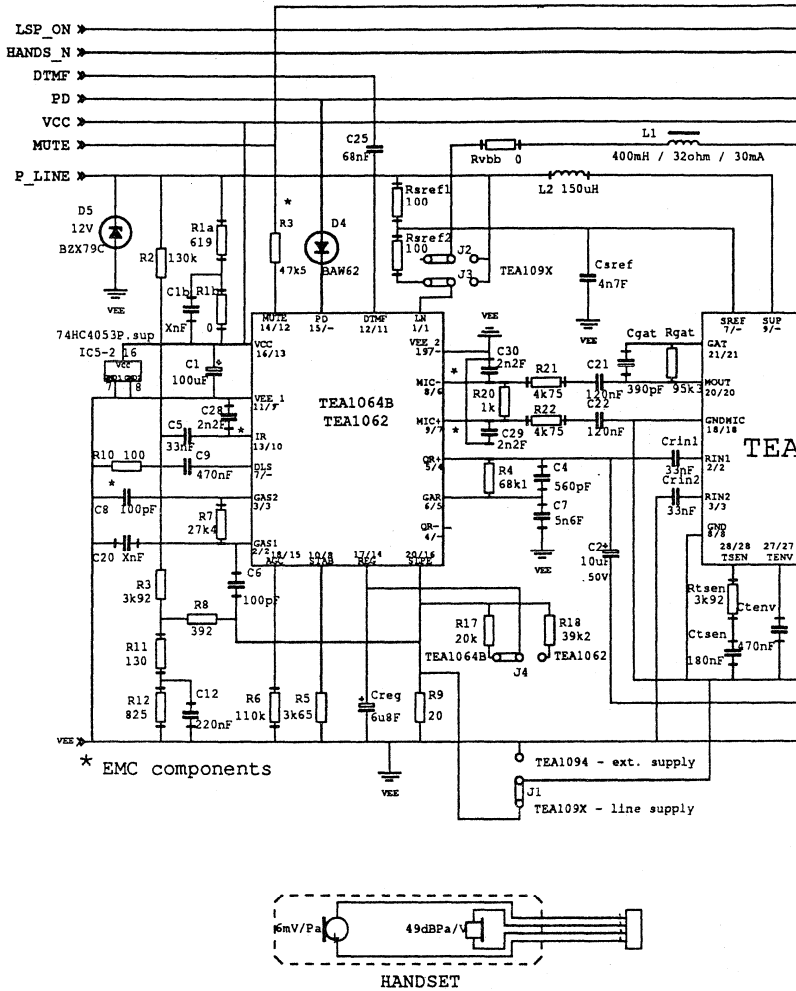 LSP_ON
HANDS_N
DTMF
PD
VCC
MUTE
P_LINE
C25
68nF
Rvbb 0
L1
400mH / 32ohm / 30mA
L2 150uH
D5
12V
BZX79C
VEE
R2
130k
R1a
619
*
R3
47k5
D4
BAW62
Rsref1
100
Rsref2
100
J2
J3
TEA109X
Csref
4n7F
VEE
C1b
XnF
R1b
0
74HC4053P.sup
IC5-2 16
VCC
7 8
C1
100uF
MUTE
14/12
PD
15/-
DTMF
12/11
LN
1/1
VCC
16/13
VEE_2
197-
VEE
C30
2n2F
MIC-
8/6
*
R20
1k
R21
4k75
C21
120nF
Cgat
390pF
Rgat
95k3
SREF
7/-
SUP
9/-
GAT
21/21
MOUT
20/20
GNDMIC
18/18
TEA1064B
TEA1062
VEE_1
C28
2n2F
*
C5
33nF
IR
13/10
MIC+
9/7
*
C29
2n2F
R22
4k75
C22
120nF
TEA
R10 100
C9
470nF
DLS
7/-
QR+
5/4
R4
68k1
C4
560pF
C7
5n6F
VEE
Crin1
33nF
RIN1
2/2
Crin2
33nF
RIN2
3/3
*
C8 100pF
GAS2
3/3
GAR
6/5
QR-
4/-
R7
27k4
C20 XnF
GAS1
2/2
C6
100pF
18/15
AGC
10/8
STAB
17/14
REG
20/16
SLPE
C2
10uF
.50V
GND
8/8
28/28
TSEN
27/27
TENV
R3
3k92
R8
392
R11
130
R12
825
C12
220nF
R6
110k
R5
3k65
Creg
6u8F
R9
20
R17
20k
R18
39k2
TEA1064B
J4
TEA1062
Rtsen
3k92
Ctsen
180nF
Ctenv
470nF
VEE
* EMC components
VEE
TEA1094 - ext. supply
J1
TEA109X - line supply
6mV/Pa
49dBPa/V
HANDSET